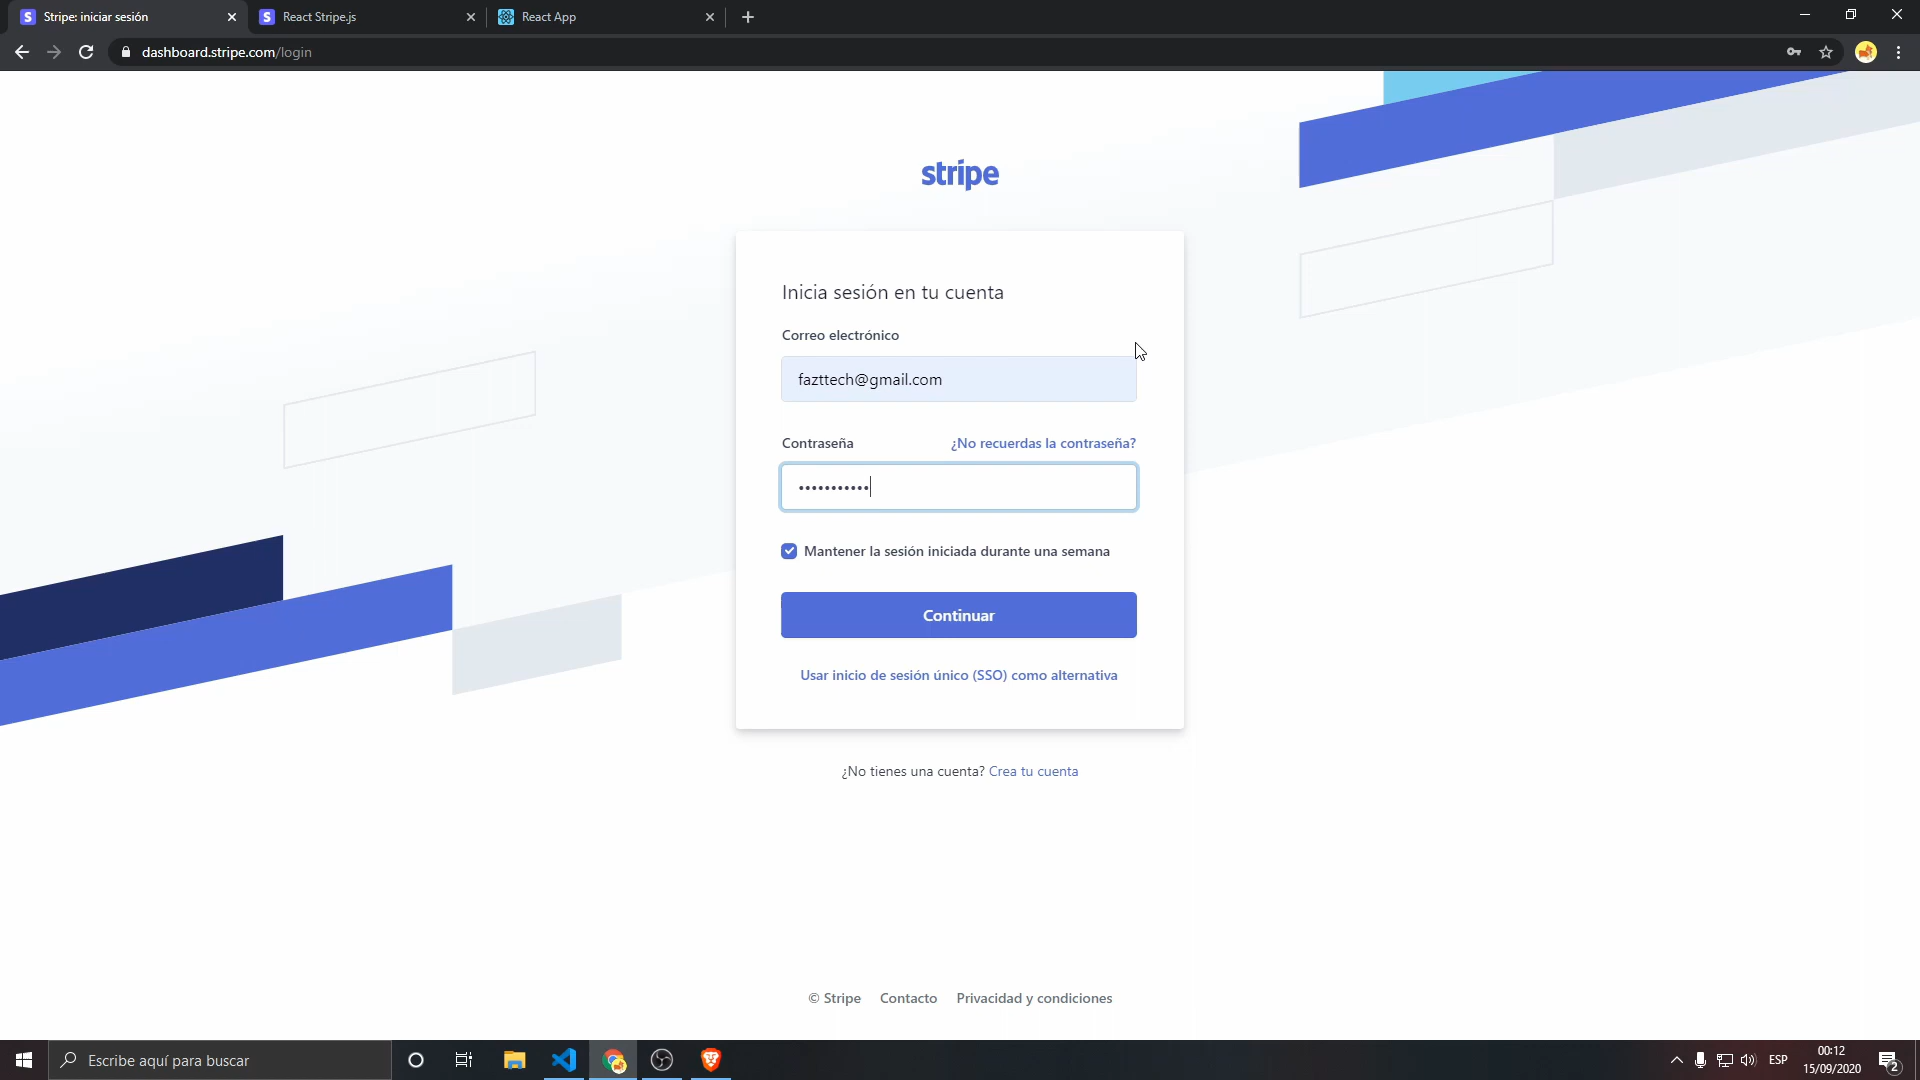 Stripe: iniciar sesión
React Stripe.js
React App
dashboard.stripe.com/login
stripe
Inicia sesión en tu cuenta
Correo electrónico
fazttech@gmail.com
Contraseña
¿No recuerdas la contraseña?
•••••••••••
Mantener la sesión iniciada durante una semana
Continuar
Usar inicio de sesión único (SSO) como alternativa
¿No tienes una cuenta? Crea tu cuenta
© Stripe Contacto Privacidad y condiciones
Escribe aquí para buscar
ESP
00:12
15/09/2020
2